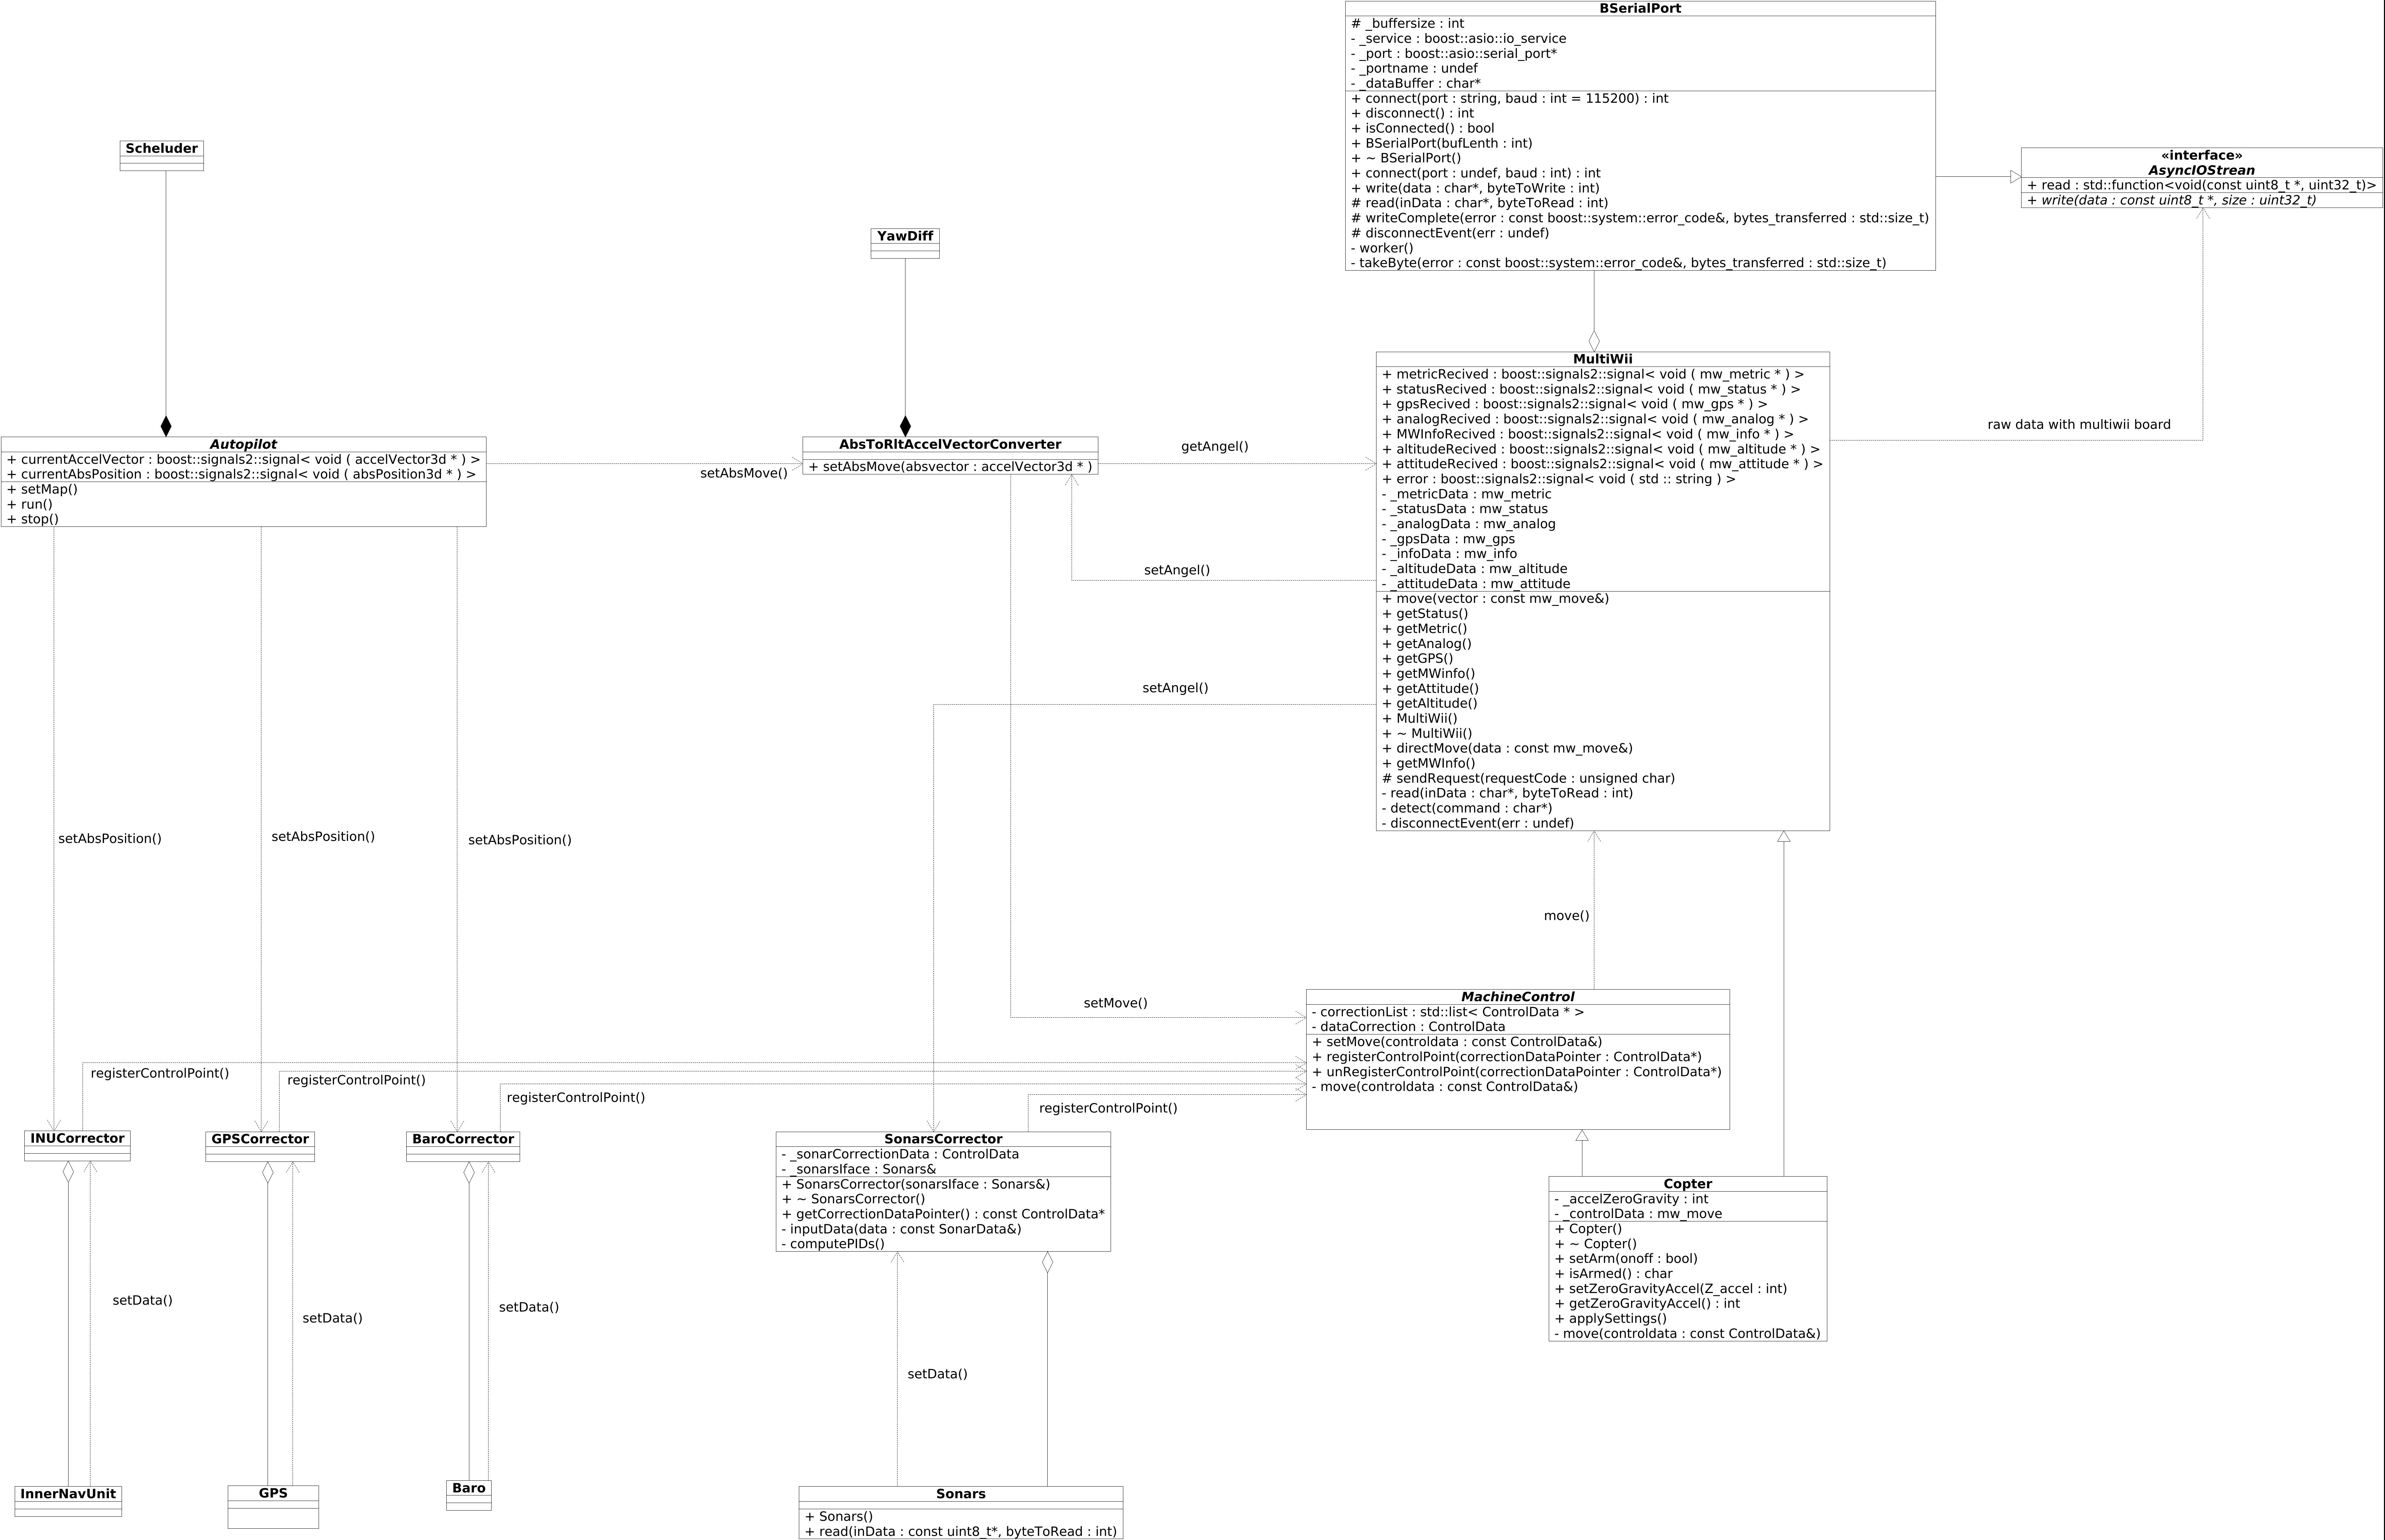 BSerialPort
# _buffersize : int
- _service : boost::asio::io_service
- _port : boost::asio::serial_port*
- _portname : undef
- _dataBuffer : char*
+ connect(port : string, baud : int = 115200) : int
+ disconnect() : int
+ isConnected() : bool
+ BSerialPort(bufLenth : int)
+ ~ BSerialPort()
+ connect(port : undef, baud : int) : int
+ write(data : char*, byteToWrite : int)
# read(inData : char*, byteToRead : int)
# writeComplete(error : const boost::system::error_code&, bytes_transferred : std::size_t)
# disconnectEvent(err : undef)
- worker()
- takeByte(error : const boost::system::error_code&, bytes_transferred : std::size_t)
Scheluder
«interface»
AsyncIOStrean
+ read : std::function<void(const uint8_t *, uint32_t)>
+ write(data : const uint8_t *, size : uint32_t)
YawDiff
MultiWii
+ metricRecived : boost::signals2::signal< void ( mw_metric * ) >
+ statusRecived : boost::signals2::signal< void ( mw_status * ) >
+ gpsRecived : boost::signals2::signal< void ( mw_gps * ) >
+ analogRecived : boost::signals2::signal< void ( mw_analog * ) >
+ MWInfoRecived : boost::signals2::signal< void ( mw_info * ) >
+ altitudeRecived : boost::signals2::signal< void ( mw_altitude * ) >
+ attitudeRecived : boost::signals2::signal< void ( mw_attitude * ) >
+ error : boost::signals2::signal< void ( std :: string ) >
- _metricData : mw_metric
- _statusData : mw_status
- _analogData : mw_analog
- _gpsData : mw_gps
- _infoData : mw_info
- _altitudeData : mw_altitude
- _attitudeData : mw_attitude
+ move(vector : const mw_move&)
+ getStatus()
+ getMetric()
+ getAnalog()
+ getGPS()
+ getMWinfo()
+ getAttitude()
+ getAltitude()
+ MultiWii()
+ ~ MultiWii()
+ directMove(data : const mw_move&)
+ getMWInfo()
# sendRequest(requestCode : unsigned char)
- read(inData : char*, byteToRead : int)
- detect(command : char*)
- disconnectEvent(err : undef)
raw data with multiwii board
Autopilot
+ currentAccelVector : boost::signals2::signal< void ( accelVector3d * ) >
+ currentAbsPosition : boost::signals2::signal< void ( absPosition3d * ) >
+ setMap()
+ run()
+ stop()
setAbsMove()
AbsToRltAccelVectorConverter
+ setAbsMove(absvector : accelVector3d * )
getAngel()
setAngel()
setAngel()
setAbsPosition()
setAbsPosition()
setAbsPosition()
move()
setMove()
MachineControl
- correctionList : std::list< ControlData * >
- dataCorrection : ControlData
+ setMove(controldata : const ControlData&)
+ registerControlPoint(correctionDataPointer : ControlData*)
+ unRegisterControlPoint(correctionDataPointer : ControlData*)
- move(controldata : const ControlData&)
registerControlPoint()
registerControlPoint()
registerControlPoint()
registerControlPoint()
INUCorrector
GPSCorrector
BaroCorrector
SonarsCorrector
- _sonarCorrectionData : ControlData
- _sonarsIface : Sonars&
+ SonarsCorrector(sonarsIface : Sonars&)
+ ~ SonarsCorrector()
+ getCorrectionDataPointer() : const ControlData*
- inputData(data : const SonarData&)
- computePIDs()
Copter
- _accelZeroGravity : int
- _controlData : mw_move
+ Copter()
+ ~ Copter()
+ setArm(onoff : bool)
+ isArmed() : char
+ setZeroGravityAccel(Z_accel : int)
+ getZeroGravityAccel() : int
+ applySettings()
- move(controldata : const ControlData&)
setData()
setData()
setData()
setData()
InnerNavUnit
GPS
Baro
Sonars
+ Sonars()
+ read(inData : const uint8_t*, byteToRead : int)